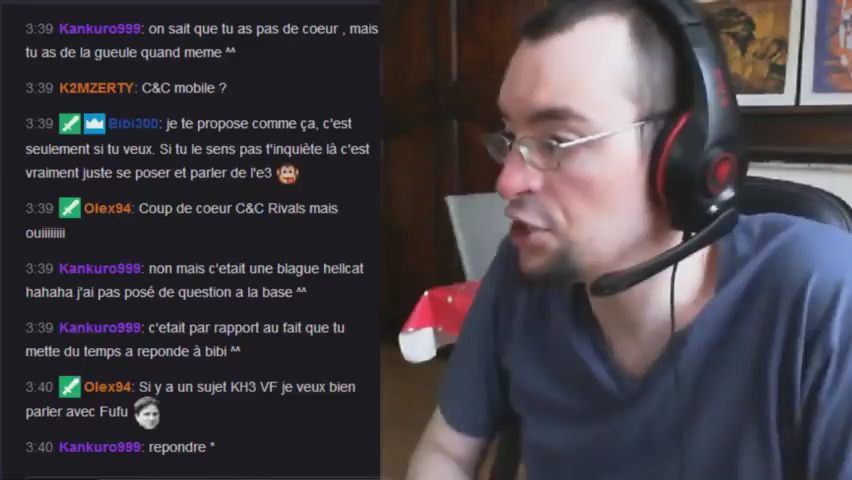 3:39 Kankuro999: on sait que tu as pas de coeur , mais
tu as de la gueule quand meme ^^
3:39 K2MZERTY: C&C mobile ?
3:39 Bibi300: je te propose comme ça, c'est
seulement si tu veux. Si tu le sens pas t'inquiète là c'est
vraiment juste se poser et parler de l'e3
3:39 Olex94: Coup de coeur C&C Rivals mais
ouiiiiiiii
3:39 Kankuro999: non mais c'etait une blague hellcat
hahaha j'ai pas posé de question a la base ^^
3:39 Kankuro999: c'etait par rapport au fait que tu
mette du temps a reponde à bibi ^^
3:40 Olex94: Si y a un sujet KH3 VF je veux bien
parler avec Fufu
3:40 Kankuro999: repondre *